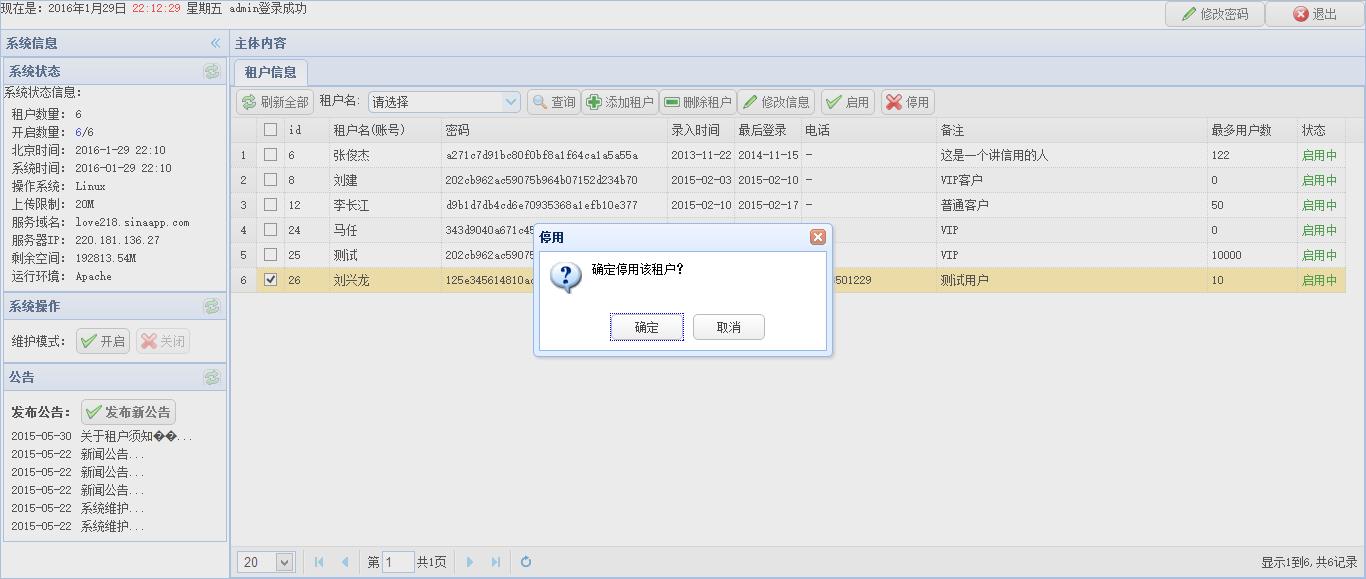 现在是: 2016年1月29日 22:12:29 星期五 admin登录成功
修改密码 退出
系统信息
系统状态
系统状态信息:
租户数量: 6
开启数量: 6/6
北京时间: 2016-1-29 22:10
系统时间: 2016-01-29 22:10
操作系统: Linux
上传限制: 20M
服务域名: love218.sinaapp.com
服务器IP: 220.181.136.27
剩余空间: 192813.54M
运行环境: Apache
系统操作
维护模式: 开启 关闭
公告
发布公告: 发布新公告
2015-05-30 关于租户须知��...
2015-05-22 新闻公告...
2015-05-22 新闻公告...
2015-05-22 新闻公告...
2015-05-22 系统维护...
2015-05-22 系统维护...
主体内容
租户信息
刷新全部 租户名: 请选择 查询 添加租户 删除租户 修改信息 启用 停用
id 租户名(账号) 密码 录入时间 最后登录 电话 备注 最多用户数 状态
1 6 张俊杰 a271c7d91bc80f0bf8a1f64ca1a5a55a 2013-11-22 2014-11-15 - 这是一个讲信用的人 122 启用中
2 8 刘建 202cb962ac59075b964b07152d234b70 2015-02-03 2015-02-10 - VIP客户 0 启用中
3 12 李长江 d9b1d7db4cd6e70935368a1efb10e377 2015-02-10 2015-02-17 - 普通客户 50 启用中
4 24 马任 343d9040a671c45 VIP 0 启用中
5 25 测试 202cb962ac59075 VIP 10000 启用中
6 26 刘兴龙 125e345614810ad 501229 测试用户 10 启用中
停用
确定停用该租户?
确定 取消
20 第 1 共1页 显示1到6, 共6记录